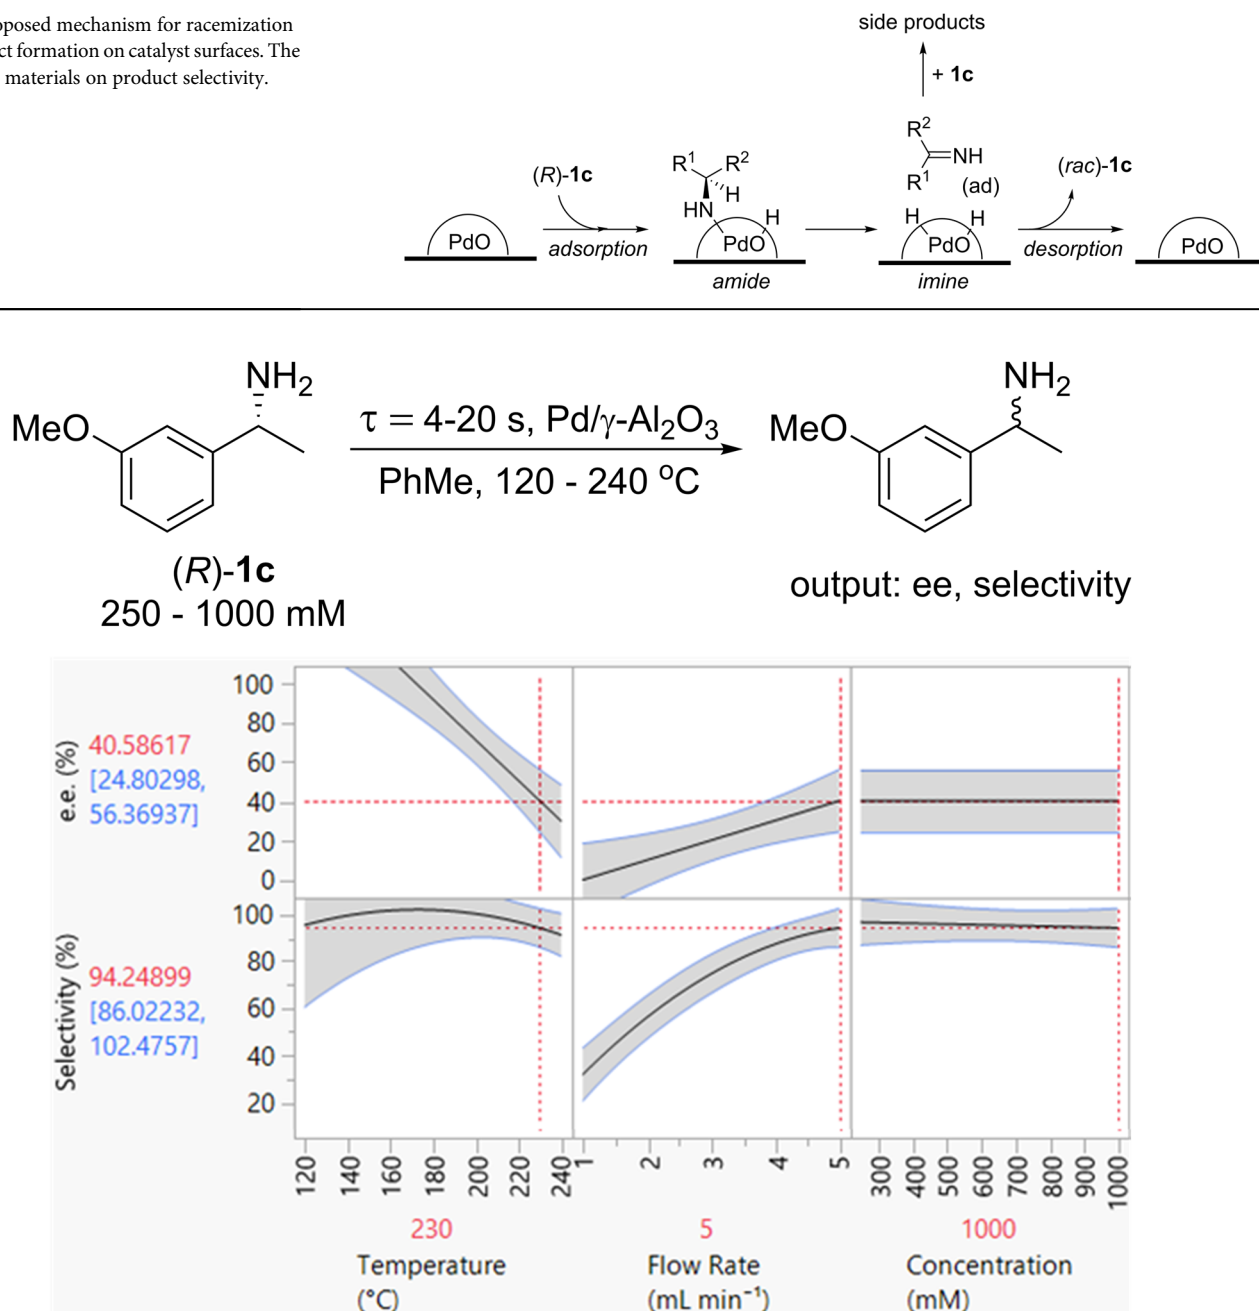 oposed mechanism for racemization
ct formation on catalyst surfaces. The
materials on product selectivity.
side products
+ 1c
R²
NH
R¹
(ad)
(R)-1c
R¹ R²
H
HN
H
H H
(rac)-1c
PdO
adsorption
PdO
PdO
desorption
PdO
amide
imine
NH₂
MeO
τ = 4-20 s, Pd/γ-Al₂O₃
PhMe, 120 - 240 °C
NH₂
MeO
(R)-1c
250 - 1000 mM
output: ee, selectivity
e.e. (%)
40.58617
[24.80298,
56.36937]
100
80
60
40
20
0
Selectivity (%)
94.24899
[86.02232,
102.4757]
100
80
60
40
20
120 140 160 180 200 220 240 1 2 3 4 5 300 400 500 600 700 800 900 1000
230 5 1000
Temperature Flow Rate Concentration
(°C) (mL min⁻¹) (mM)